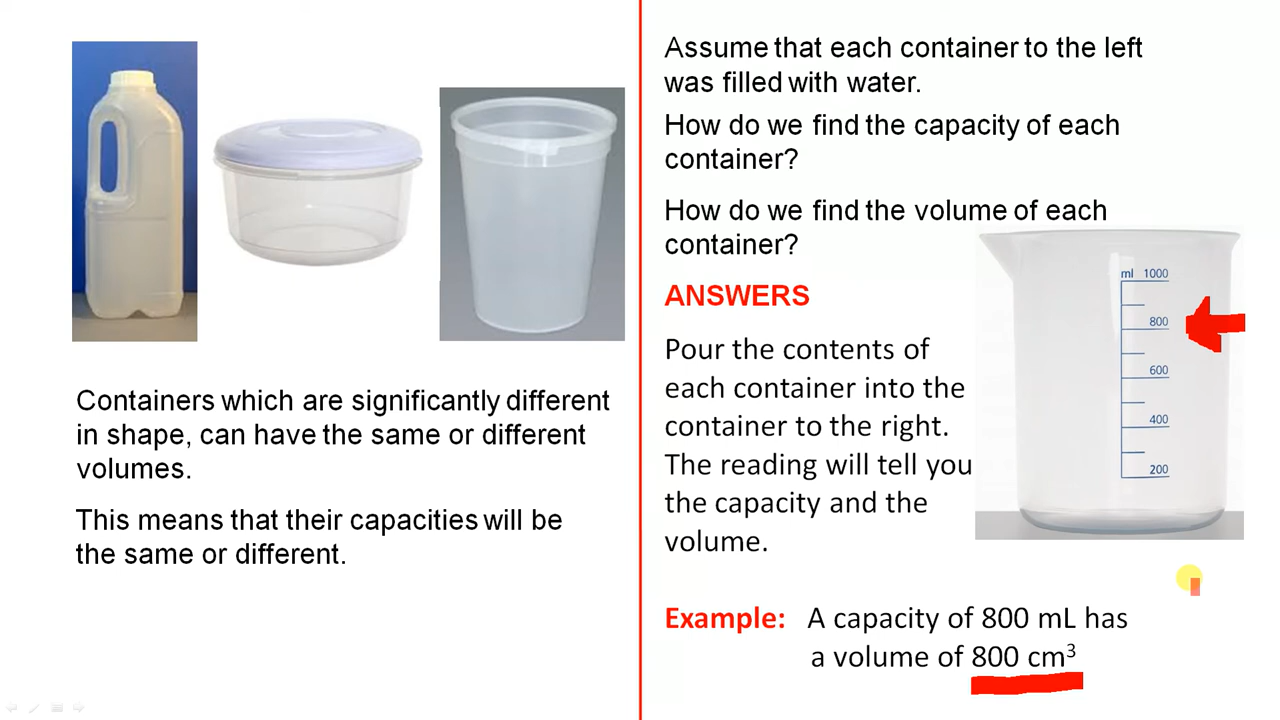 Containers which are significantly different
in shape, can have the same or different
volumes.
This means that their capacities will be
the same or different.
Assume that each container to the left
was filled with water.
How do we find the capacity of each
container?
How do we find the volume of each
container?
ANSWERS
Pour the contents of
each container into the
container to the right.
The reading will tell you
the capacity and the
volume.
ml 1000
800
600
400
200
Example: A capacity of 800 mL has
a volume of 800 cm³